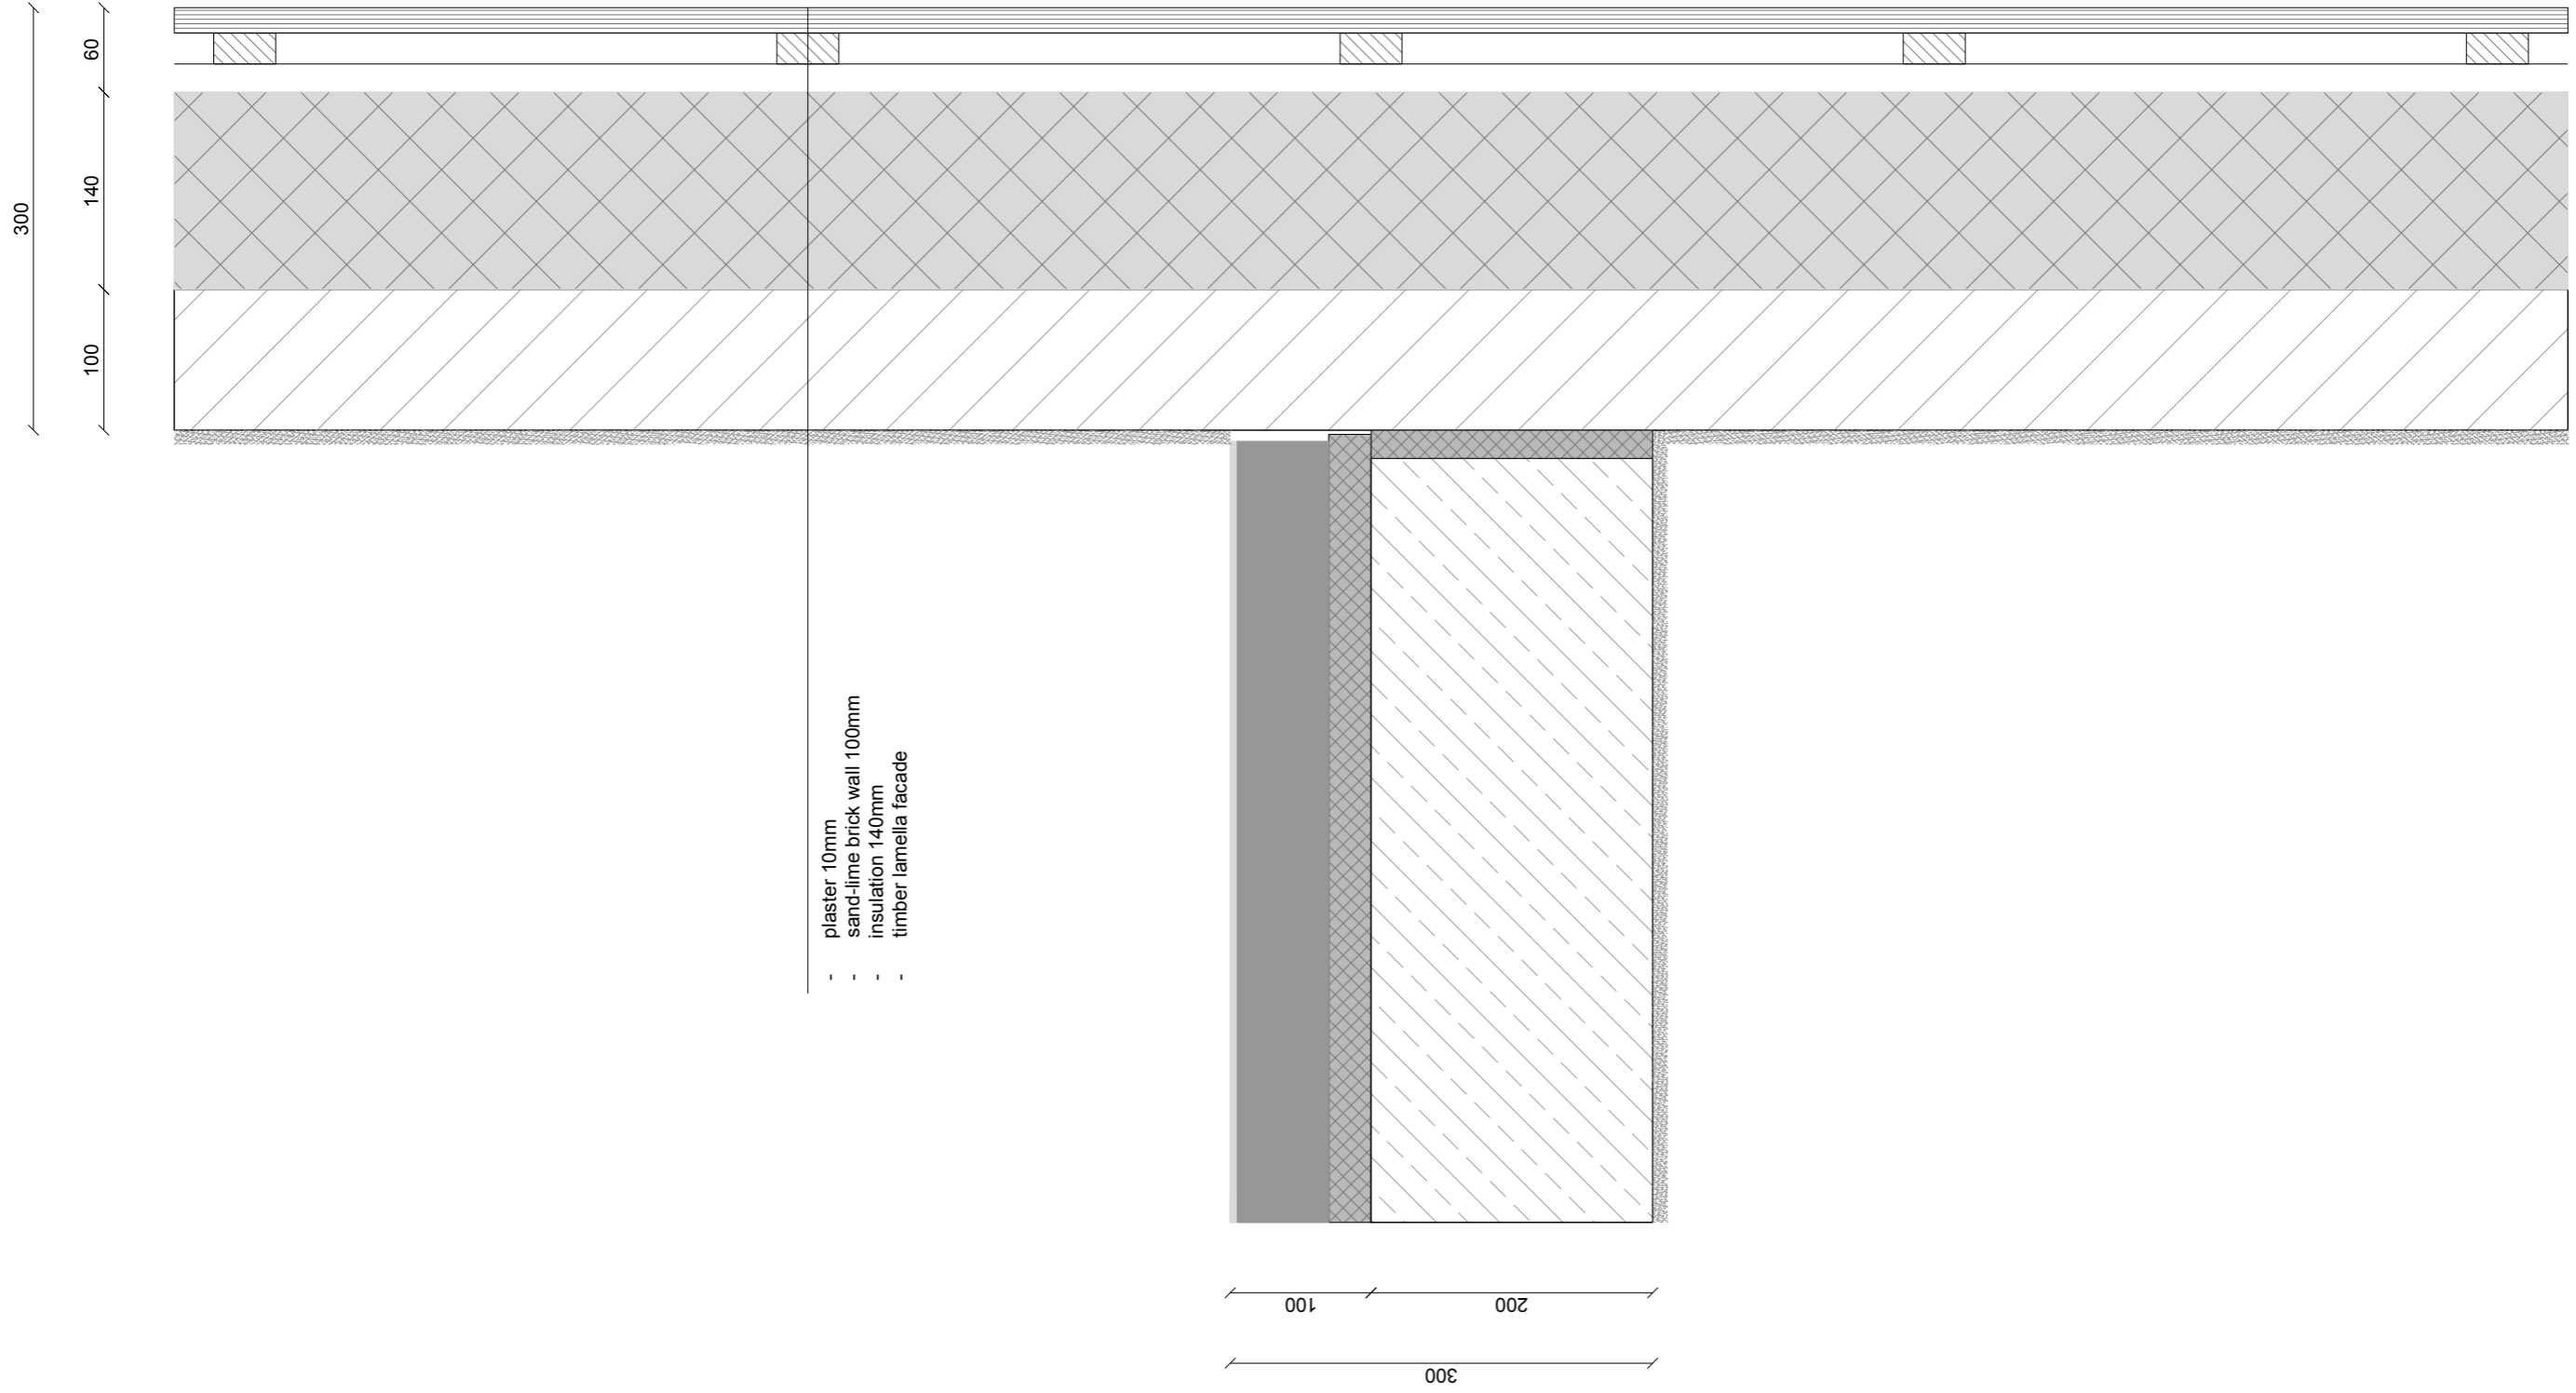 300
60
140
100
- plaster 10mm
- sand-lime brick wall 100mm
- insulation 140mm
- timber lamella facade
100
200
300